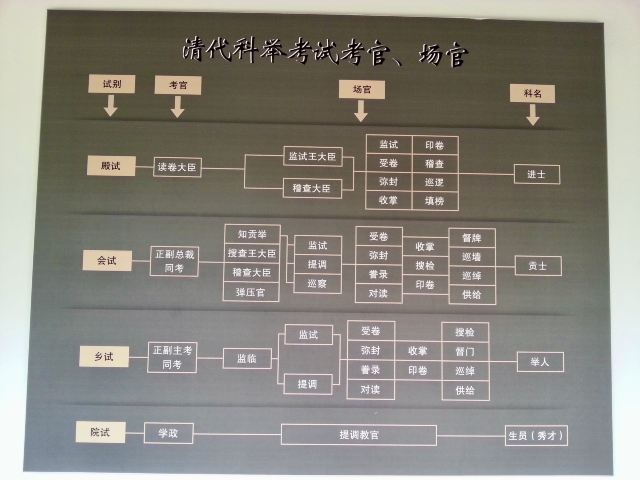 清代科举考试考官、场官
试别 考官 场官 科名
殿试 读卷大臣 监试王大臣 稽查大臣 进士
监试 印卷
受卷 稽查
弥封 巡逻
收掌 填榜
会试 正副总裁 同考 贡士
知贡举
搜查王大臣
稽查大臣
弹压官
监试
提调
巡察
受卷
弥封
誊录
对读
收掌
搜检
印卷
督牌
巡墙
巡绰
供给
乡试 正副主考 同考 监临 举人
监试
提调
受卷 搜检
弥封 收掌 督门
誊录 印卷 巡绰
对读 供给
院试 学政 提调教官 生员（秀才）